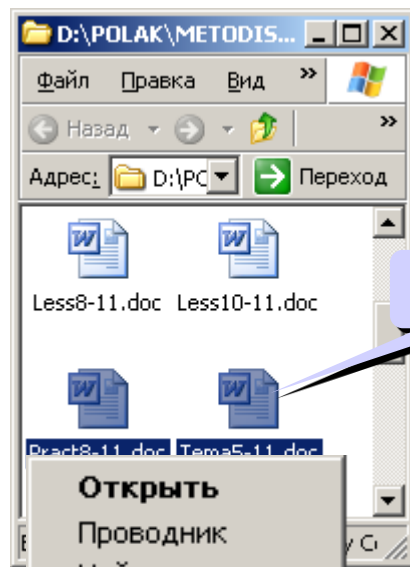 D:\POLAK\METODIS...
Файл Правка Вид »
Назад »
Адрес: D:\PC Переход
Less8-11.doc Less10-11.doc
Pract8-11.doc Tema5-11.doc
Открыть
Проводник